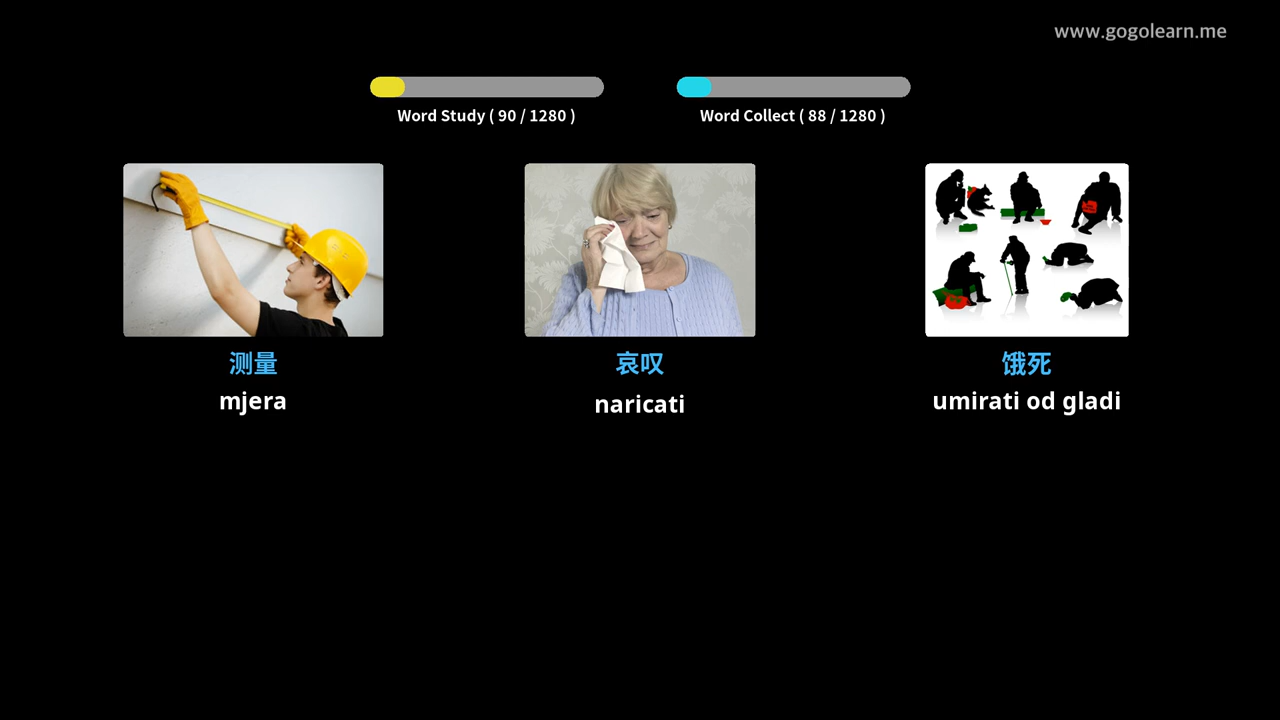 www.gogolearn.me
Word Study ( 90 / 1280 )
Word Collect ( 88 / 1280 )
测量
哀叹
饿死
mjera
naricati
umirati od gladi